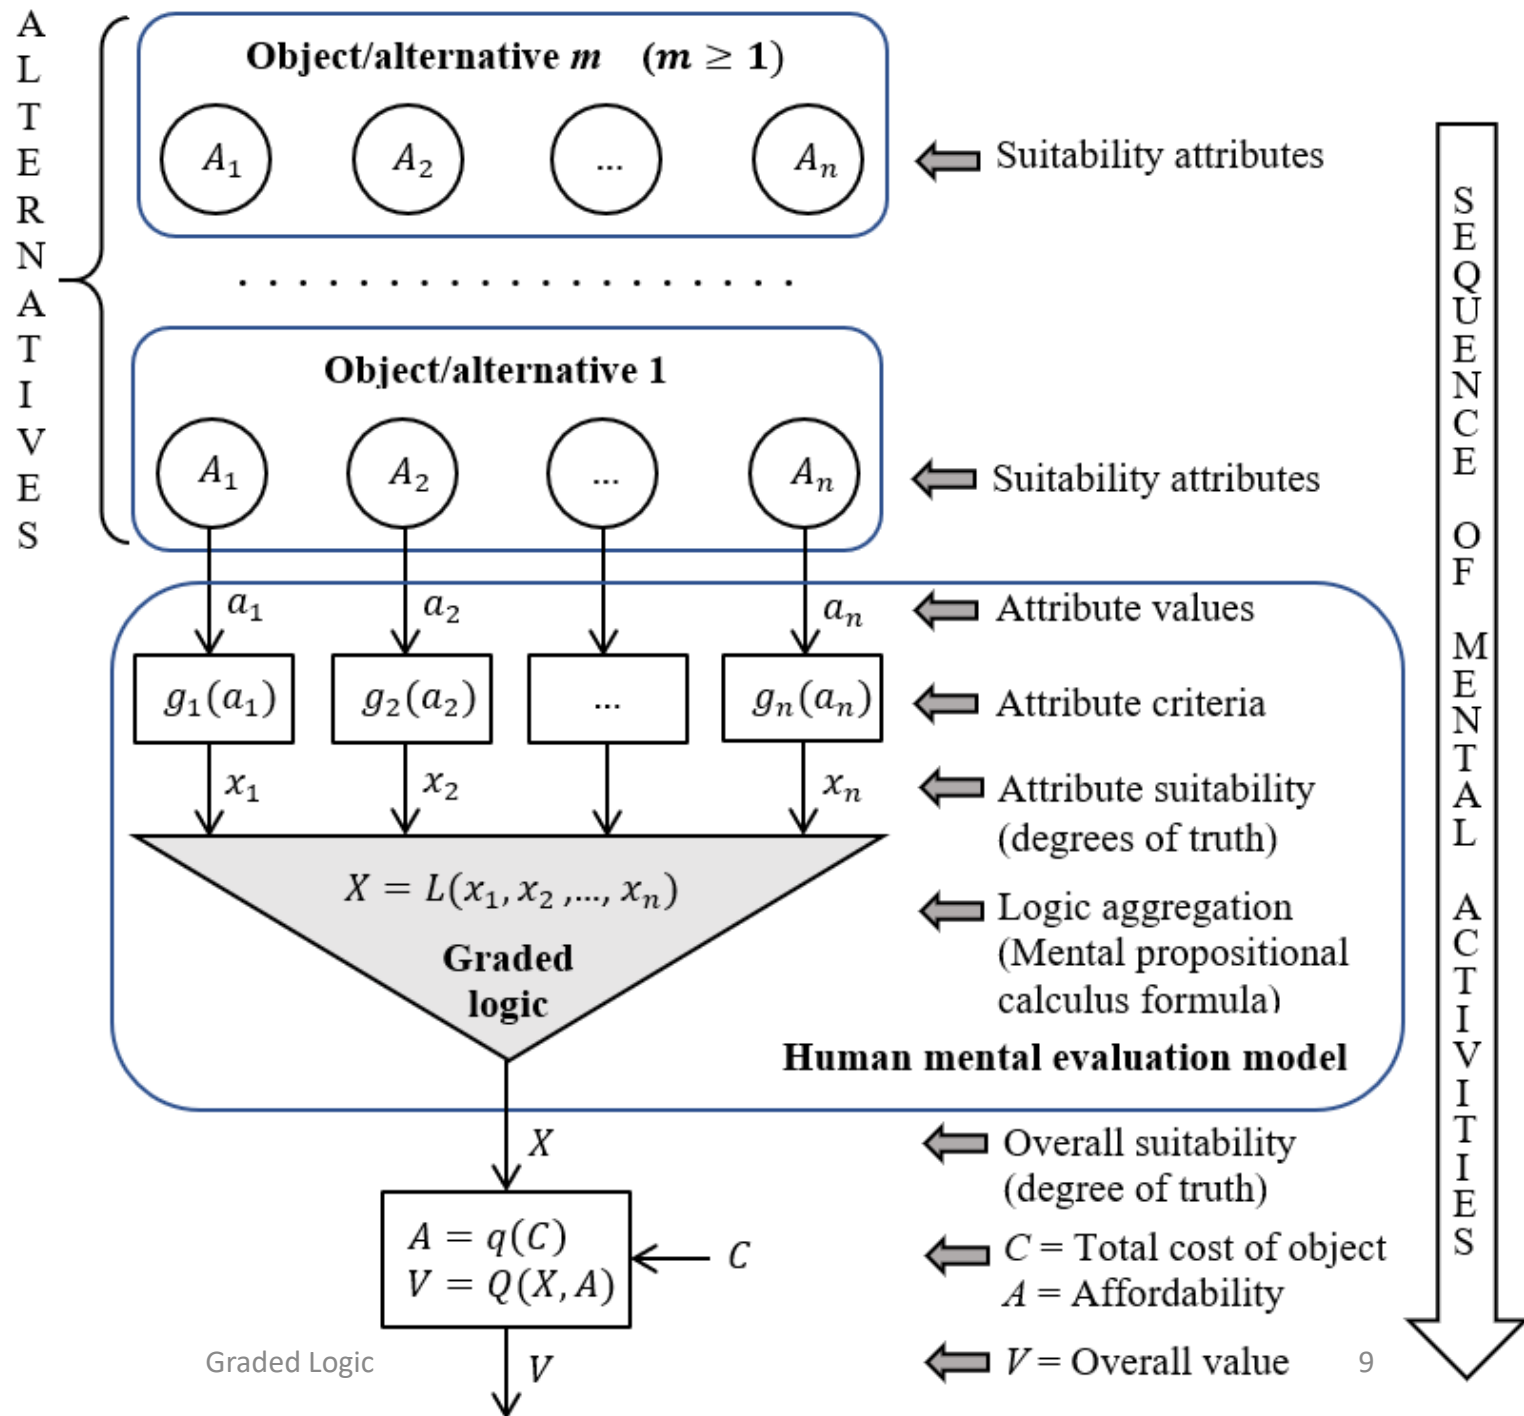 ALTERNATIVES
Object/alternative m (m ≥ 1)
A₁ A₂ ... Aₙ
Suitability attributes
. . . . . . . . . . . . . . . . . . .
Object/alternative 1
A₁ A₂ ... Aₙ
Suitability attributes
a₁ a₂ aₙ
Attribute values
g₁(a₁) g₂(a₂) ... gₙ(aₙ)
Attribute criteria
x₁ x₂ xₙ
Attribute suitability
(degrees of truth)
X = L(x₁, x₂ ,..., xₙ)
Graded
logic
Logic aggregation
(Mental propositional
calculus formula)
Human mental evaluation model
X
Overall suitability
(degree of truth)
A = q(C)
V = Q(X, A)
C
C = Total cost of object
A = Affordability
V
V = Overall value
Graded Logic
9
SEQUENCE OF MENTAL ACTIVITIES